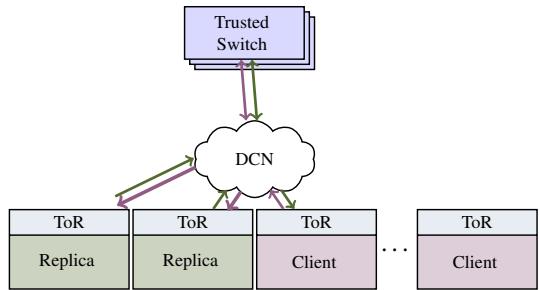 Trusted
Switch
DCN
ToR ToR ToR ToR
Replica Replica Client ... Client